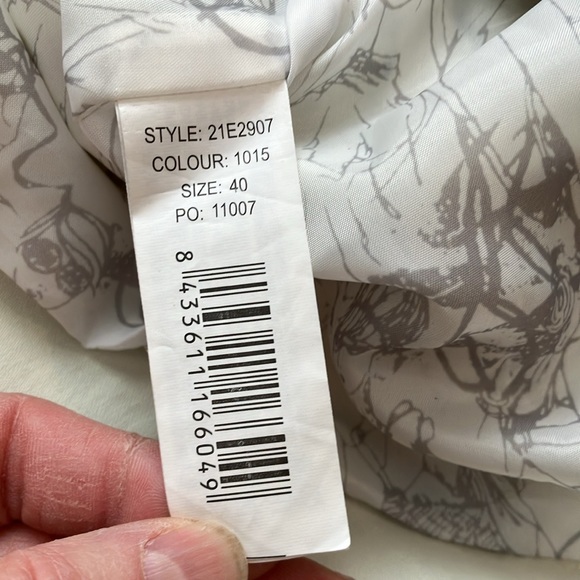 STYLE: 21E2907
COLOUR: 1015
SIZE: 40
PO: 11007
8 433611 166049